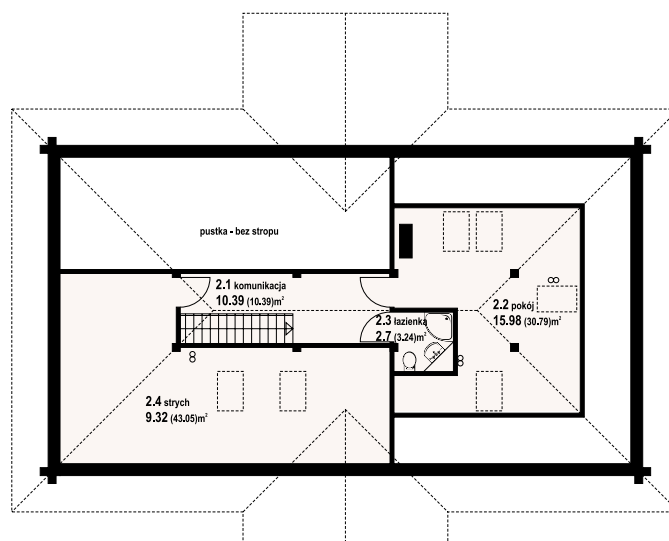 pustka - bez stropu
2.1 komunikacja
10.39 (10.39)m²
2.2 pokój
15.98 (30.79)m²
2.3 łazienka
2.7 (3.24)m²
2.4 strych
9.32 (43.05)m²